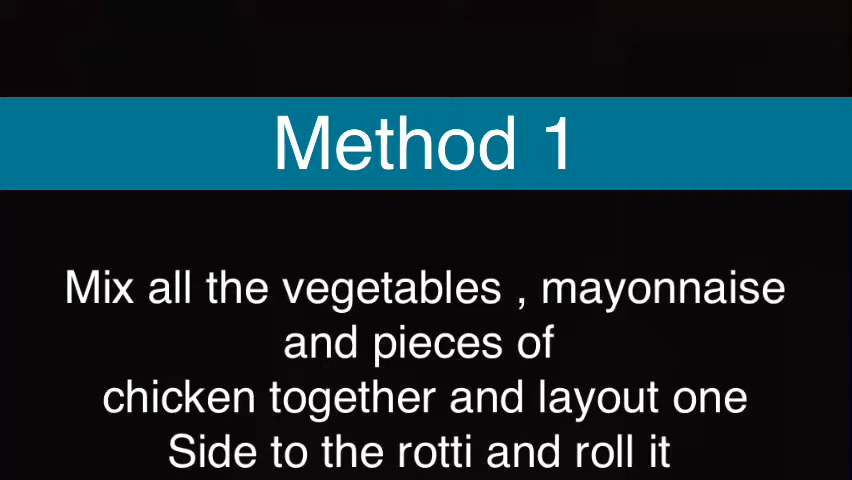 Method 1
Mix all the vegetables , mayonnaise
and pieces of
chicken together and layout one
Side to the rotti and roll it